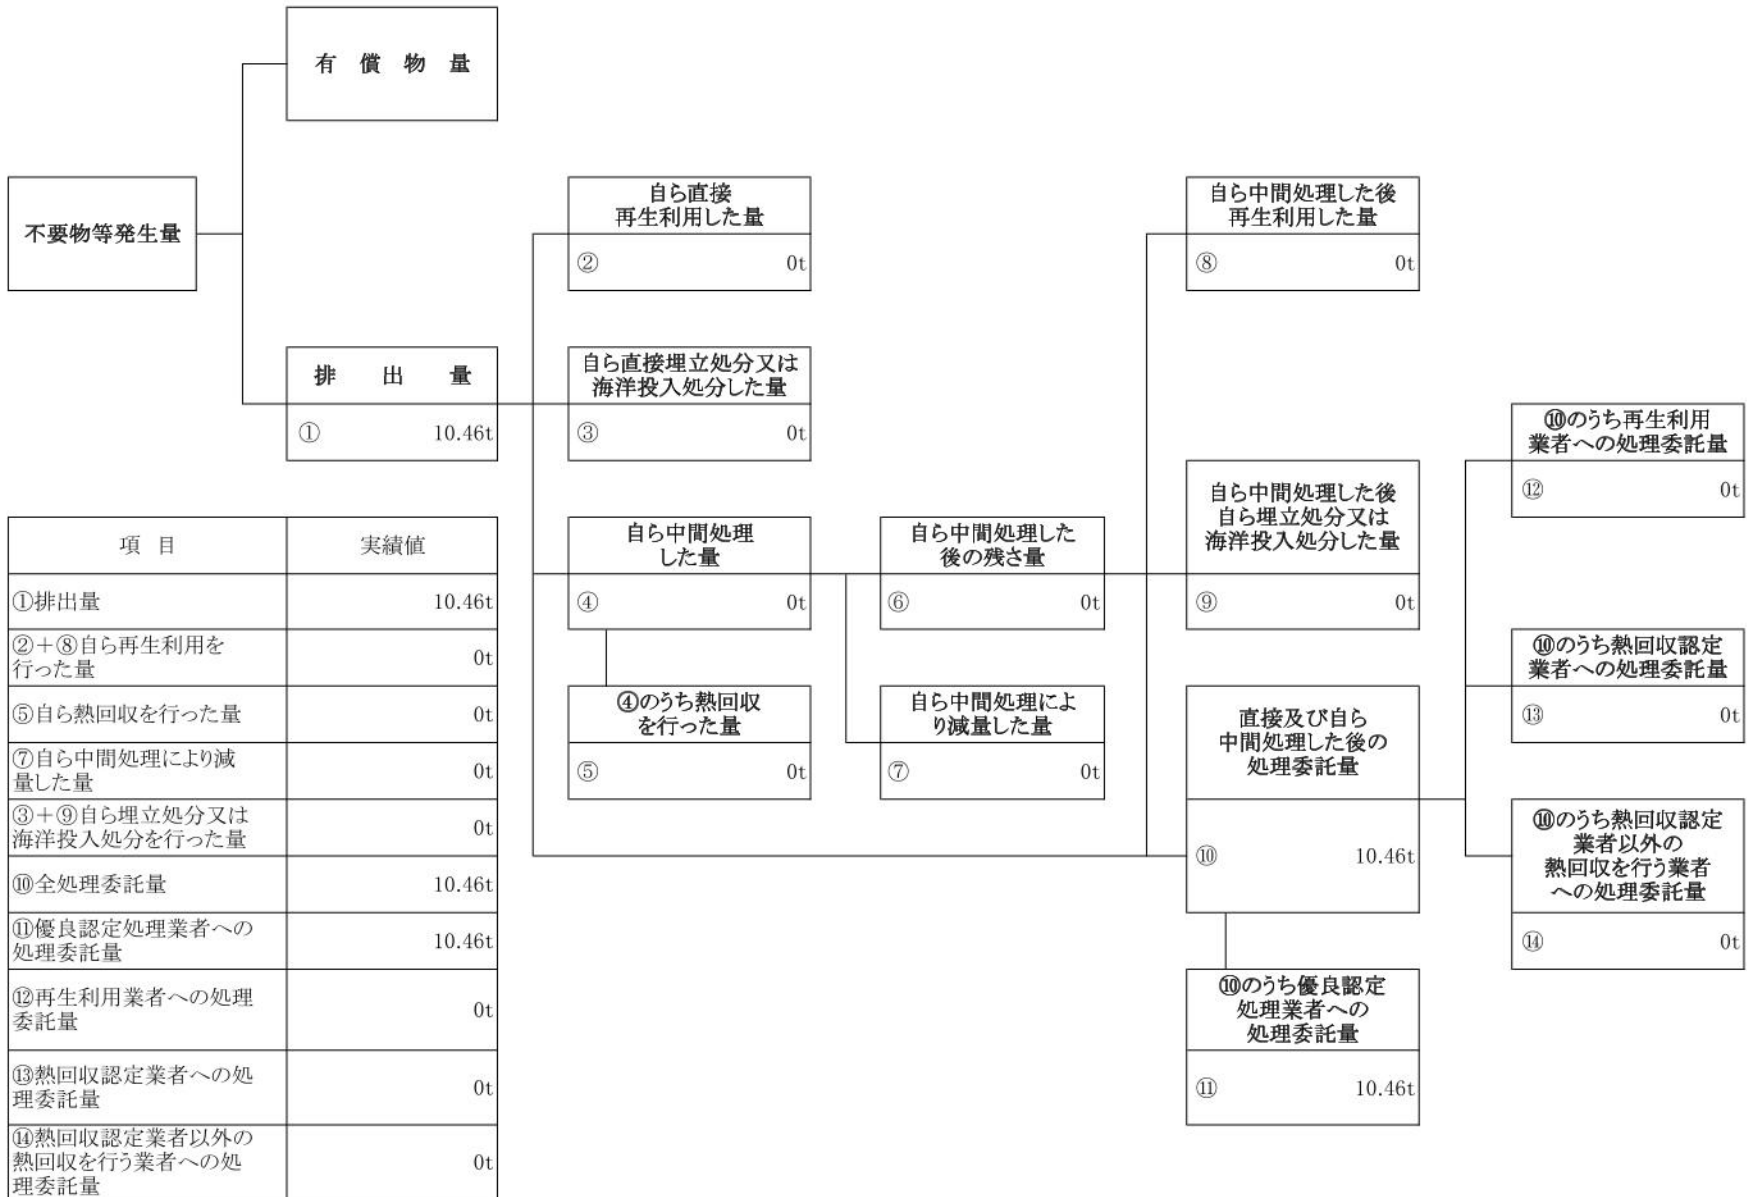 有 償 物 量
不要物等発生量
自ら直接
再生利用した量
② 0t
自ら中間処理した後
再生利用した量
⑧ 0t
排 出 量
① 10.46t
自ら直接埋立処分又は
海洋投入処分した量
③ 0t
⑩のうち再生利用
業者への処理委託量
⑫ 0t
自ら中間処理
した量
④ 0t
自ら中間処理した
後の残さ量
⑥ 0t
自ら中間処理した後
自ら埋立処分又は
海洋投入処分した量
⑨ 0t
⑩のうち熱回収認定
業者への処理委託量
⑬ 0t
④のうち熱回収
を行った量
⑤ 0t
自ら中間処理によ
り減量した量
⑦ 0t
直接及び自ら
中間処理した後の
処理委託量
⑩ 10.46t
⑩のうち熱回収認定
業者以外の
熱回収を行う業者
への処理委託量
⑭ 0t
⑩のうち優良認定
処理業者への
処理委託量
⑪ 10.46t
項 目 実績値
①排出量 10.46t
②+⑧自ら再生利用を
行った量 0t
⑤自ら熱回収を行った量 0t
⑦自ら中間処理により減
量した量 0t
③+⑨自ら埋立処分又は
海洋投入処分を行った量 0t
⑩全処理委託量 10.46t
⑪優良認定処理業者への
処理委託量 10.46t
⑫再生利用業者への処理
委託量 0t
⑬熱回収認定業者への処
理委託量 0t
⑭熱回収認定業者以外の
熱回収を行う業者への処
理委託量 0t